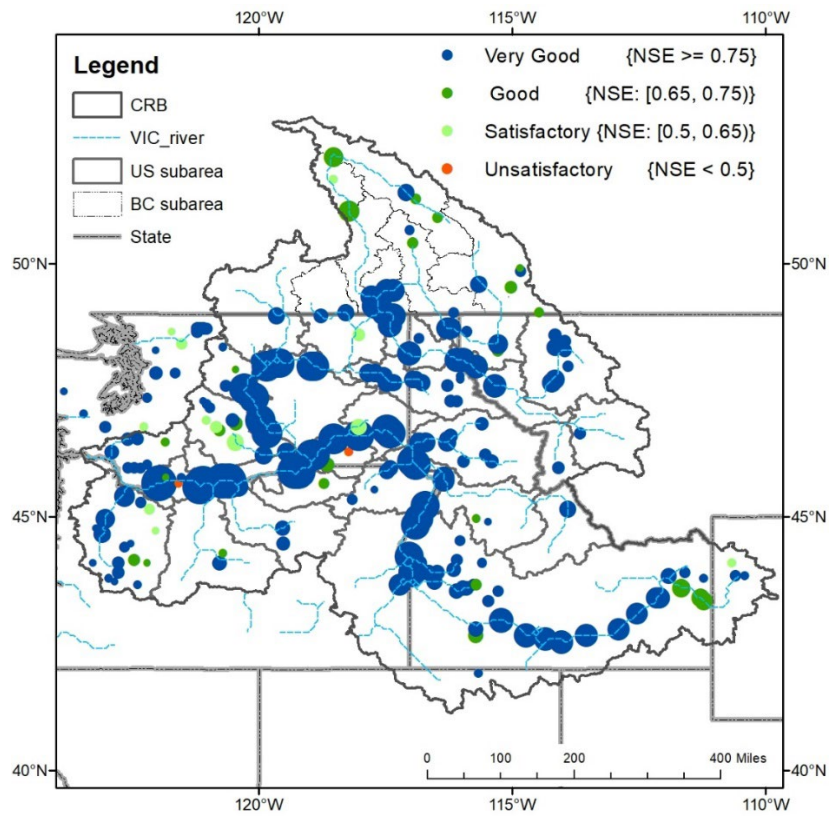 120°W 115°W 110°W
Legend
CRB
VIC_river
US subarea
BC subarea
State
Very Good {NSE >= 0.75}
Good {NSE: [0.65, 0.75)}
Satisfactory {NSE: [0.5, 0.65)}
Unsatisfactory {NSE < 0.5}
50°N 50°N
45°N 45°N
0 100 200 400 Miles
40°N 40°N
120°W 115°W 110°W